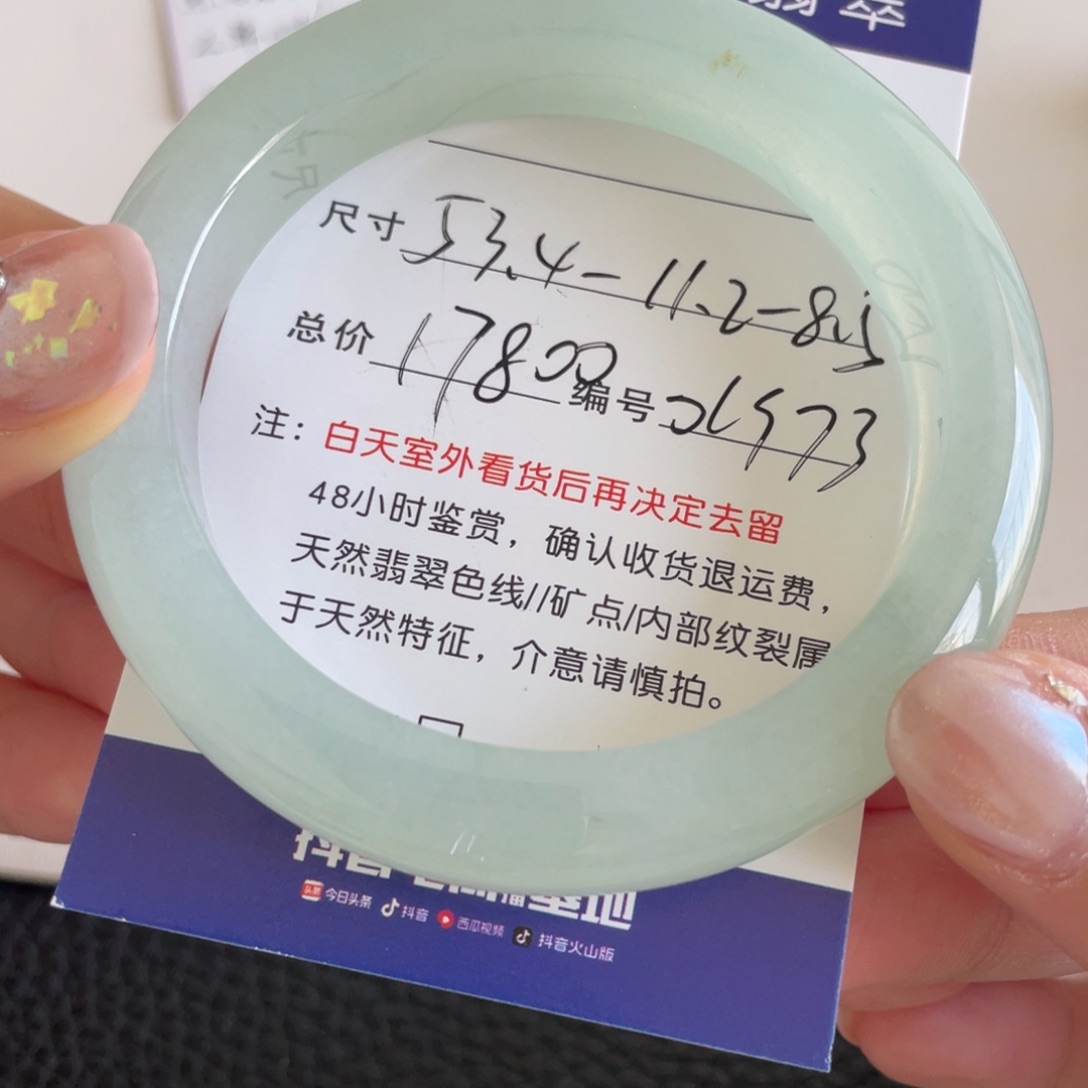 翠
尺寸 53.4-11.2-8.5
总价 17800 编号
注：白天室外看货后再决定去留
48小时鉴赏，确认收货退运费，
天然翡翠色线//矿点/内部纹裂属
于天然特征，介意请慎拍。
基地
今日头条 抖音 西瓜视频 抖音火山版